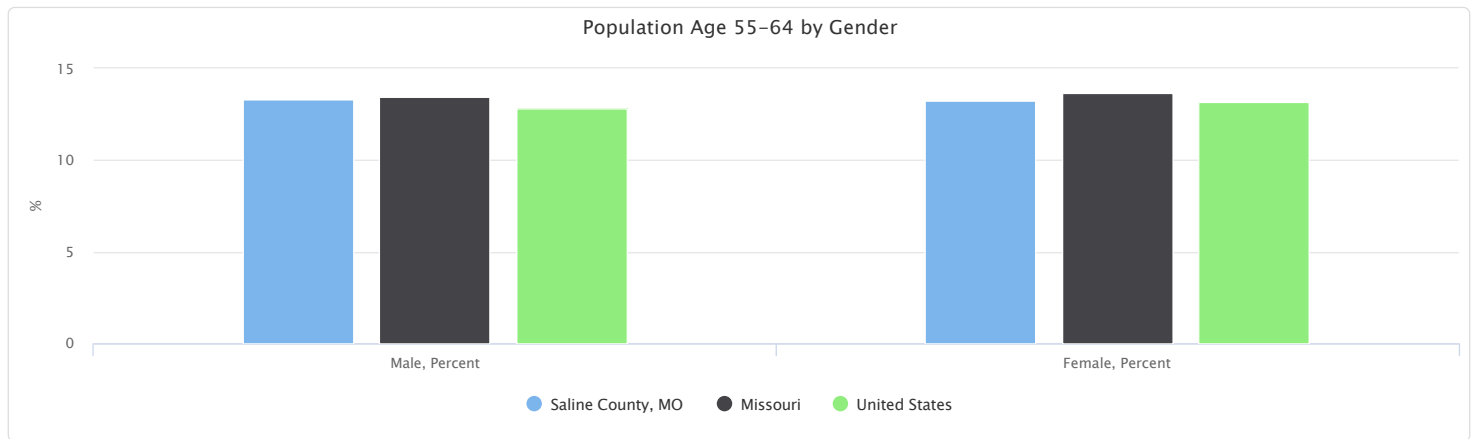 Population Age 55-64 by Gender
15
10
5
0
%
Male, Percent
Female, Percent
Saline County, MO
Missouri
United States